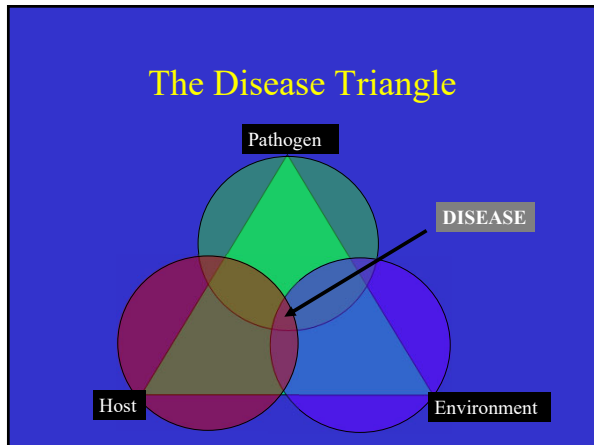 The Disease Triangle
Pathogen
DISEASE
Host
Environment